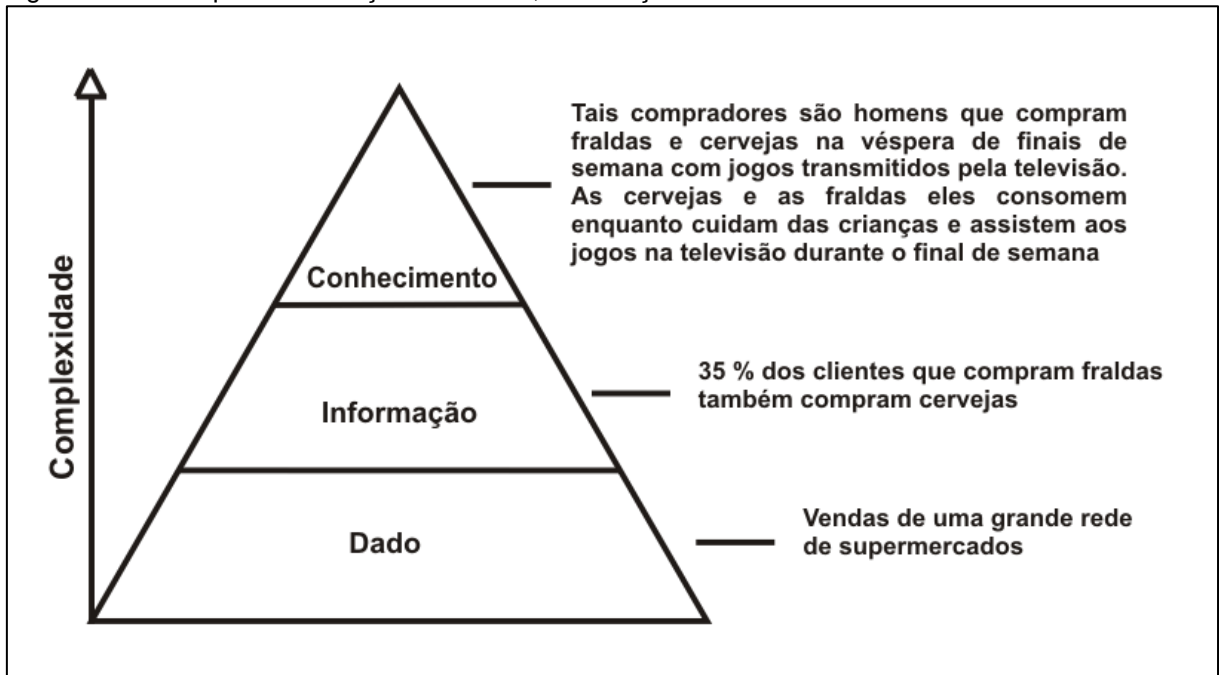 Tais compradores são homens que compram
fraldas e cervejas na véspera de finais de
semana com jogos transmitidos pela televisão.
As cervejas e as fraldas eles consomem
enquanto cuidam das crianças e assistem aos
jogos na televisão durante o final de semana
Conhecimento
Complexidade
35 % dos clientes que compram fraldas
também compram cervejas
Informação
Vendas de uma grande rede
de supermercados
Dado